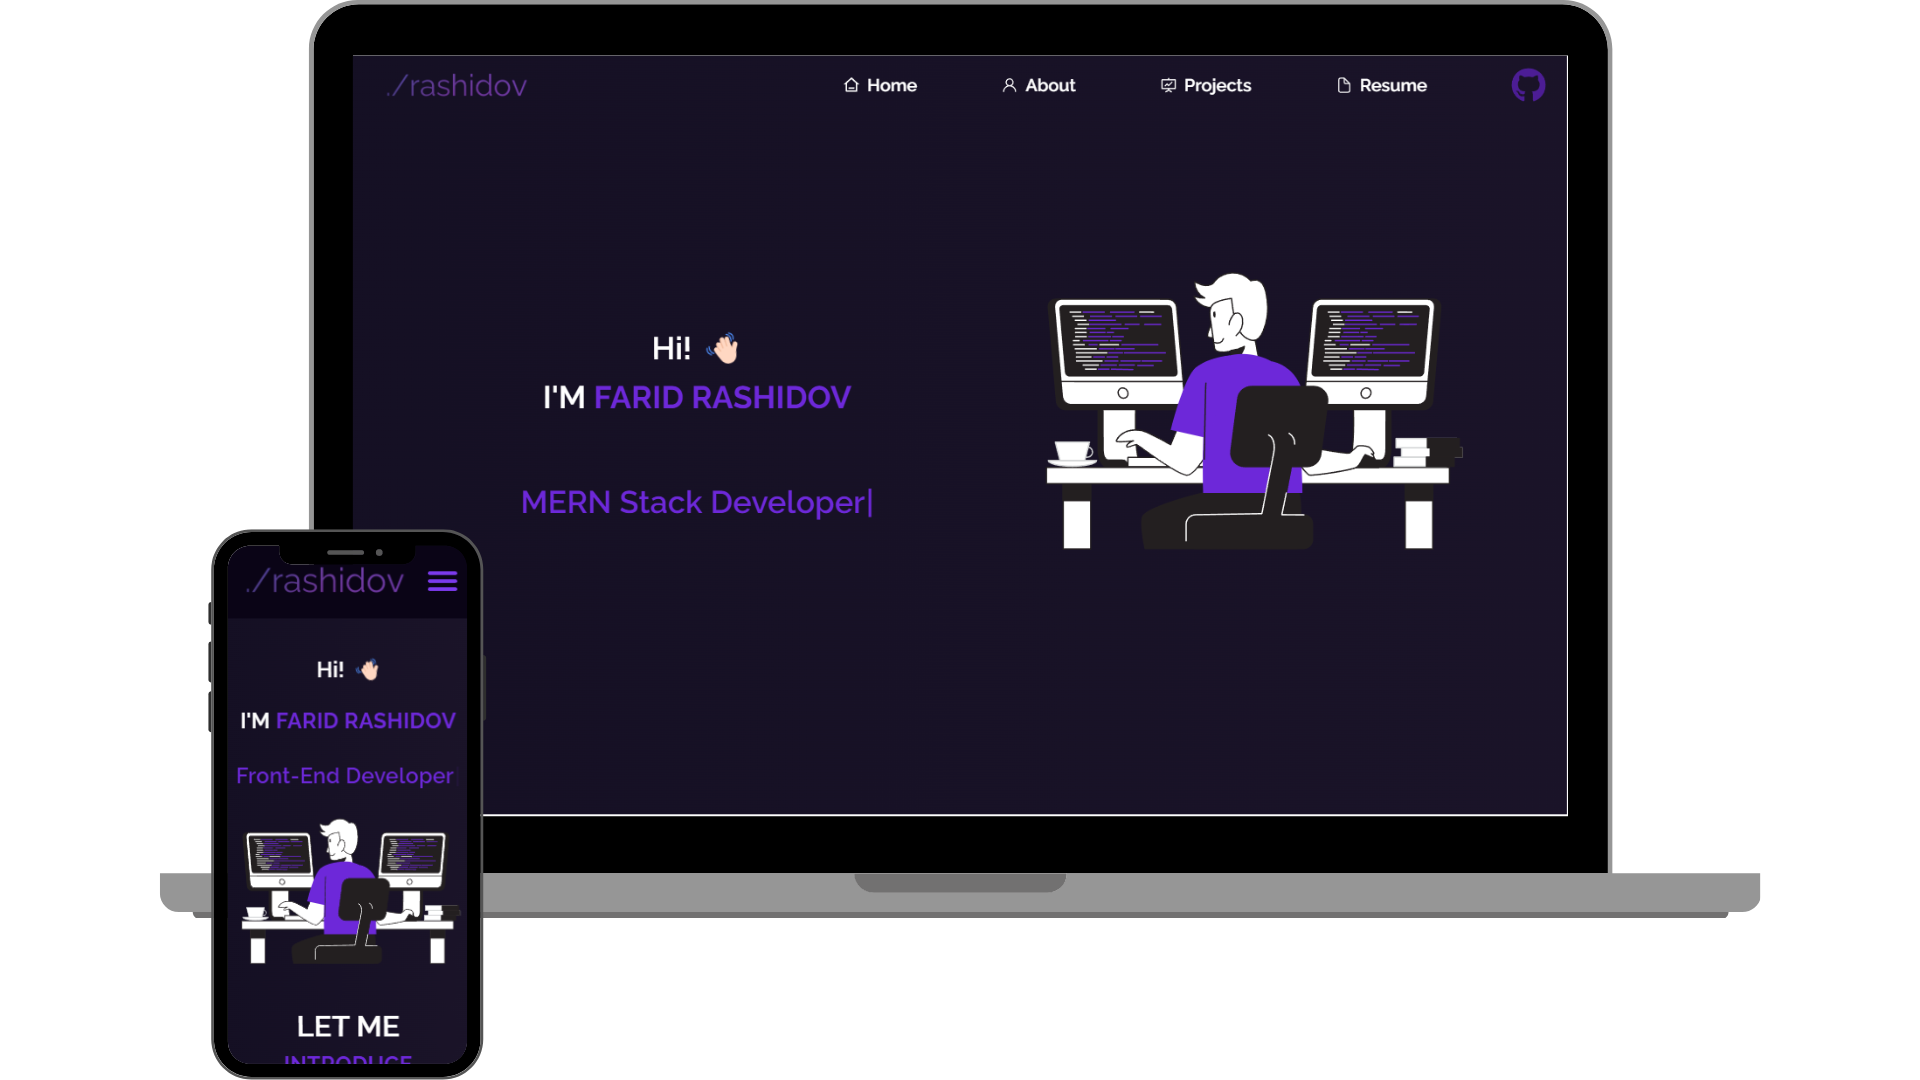 ./rashidov
Home
About
Projects
Resume
Hi! 👋🏻
I'M FARID RASHIDOV
MERN Stack Developer|
./rashidov
Hi! 👋🏻
I'M FARID RASHIDOV
Front-End Developer
LET ME
INTRODUCE